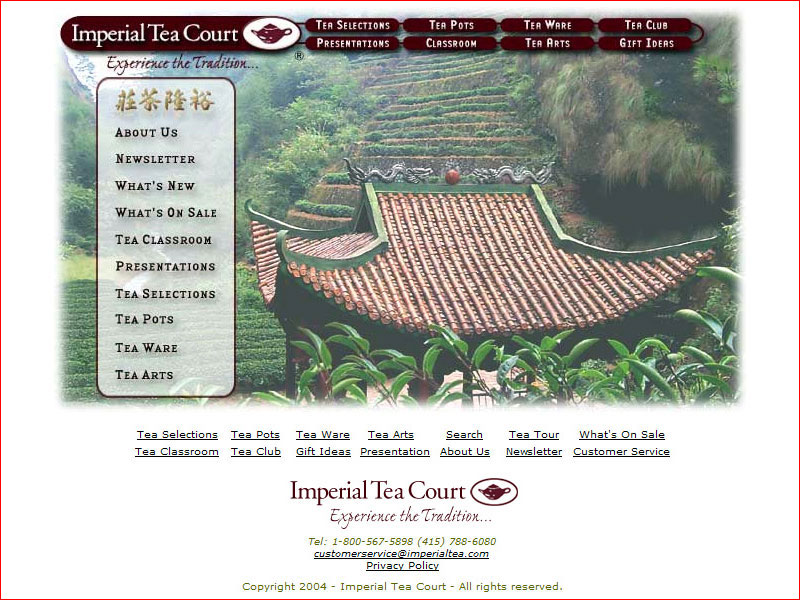 Imperial Tea Court
Experience the Tradition...
®
Tea Selections Tea Pots Tea Ware Tea Club
Presentations Classroom Tea Arts Gift Ideas
莊茶隆裕
About Us
Newsletter
What's New
What's On Sale
Tea Classroom
Presentations
Tea Selections
Tea Pots
Tea Ware
Tea Arts
Tea Selections Tea Pots Tea Ware Tea Arts Search Tea Tour What's On Sale
Tea Classroom Tea Club Gift Ideas Presentation About Us Newsletter Customer Service
Imperial Tea Court
Experience the Tradition...
Tel: 1-800-567-5898 (415) 788-6080
customerservice@imperialtea.com
Privacy Policy
Copyright 2004 - Imperial Tea Court - All rights reserved.